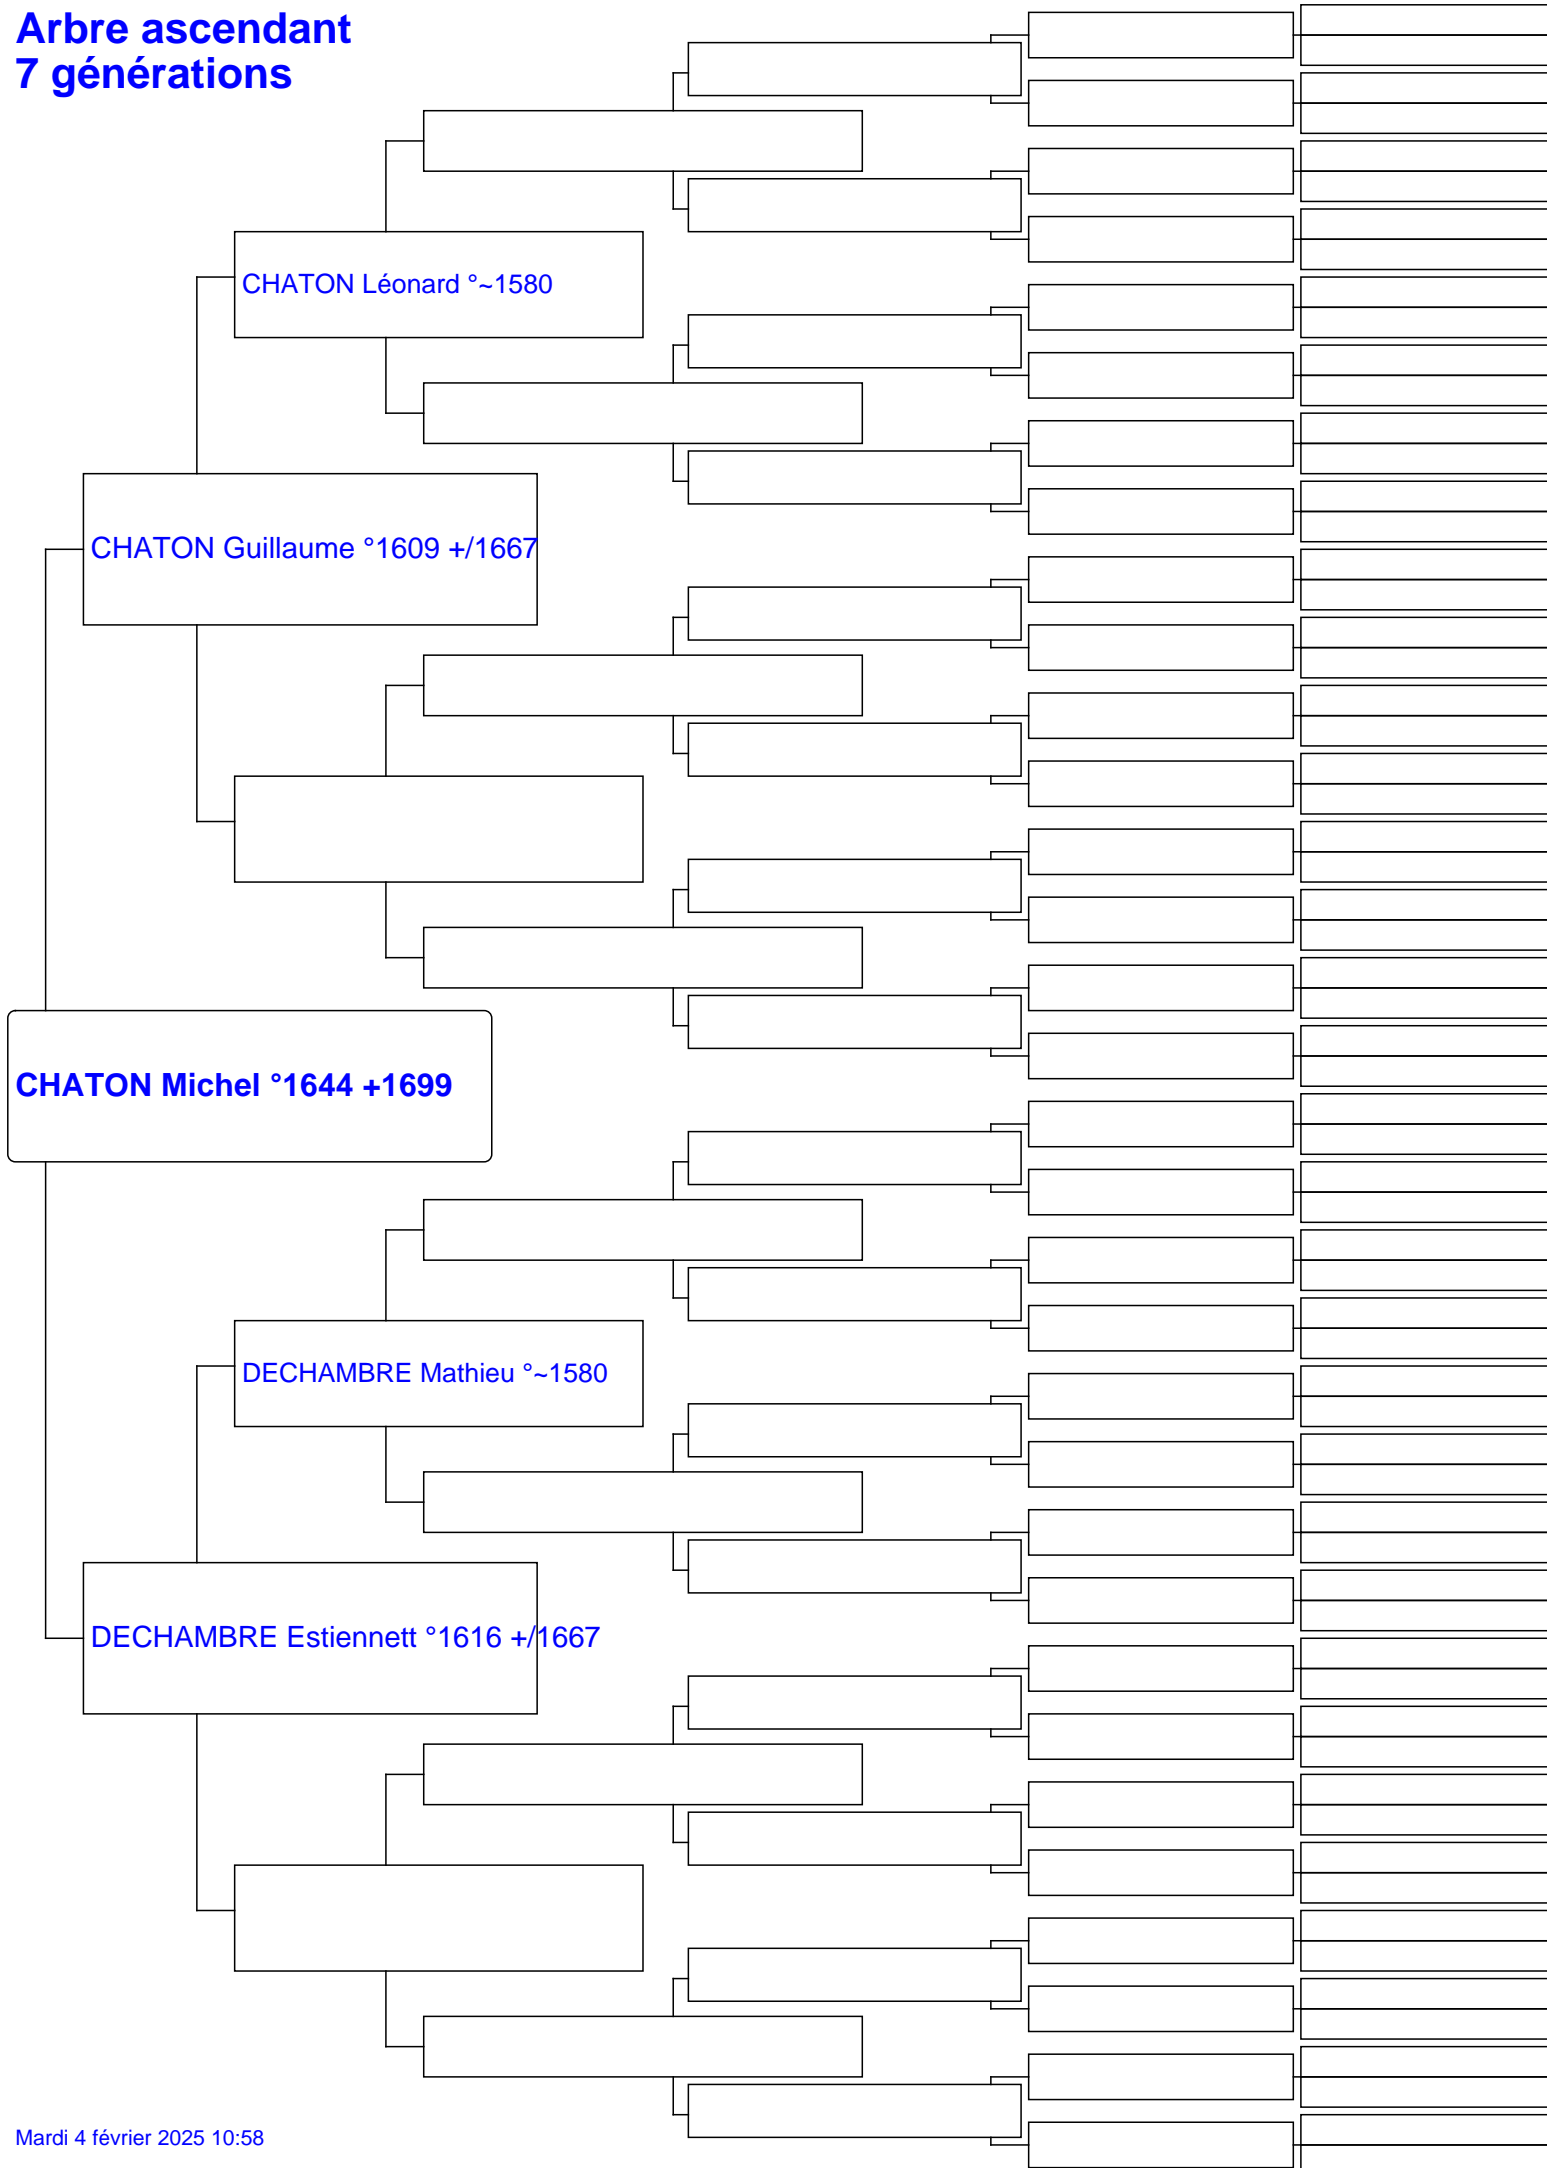 Arbre ascendant
7 générations
CHATON Léonard °~1580
CHATON Guillaume °1609 +/1667
CHATON Michel °1644 +1699
DECHAMBRE Mathieu °~1580
DECHAMBRE Estiennett °1616 +/1667
Mardi 4 février 2025 10:58